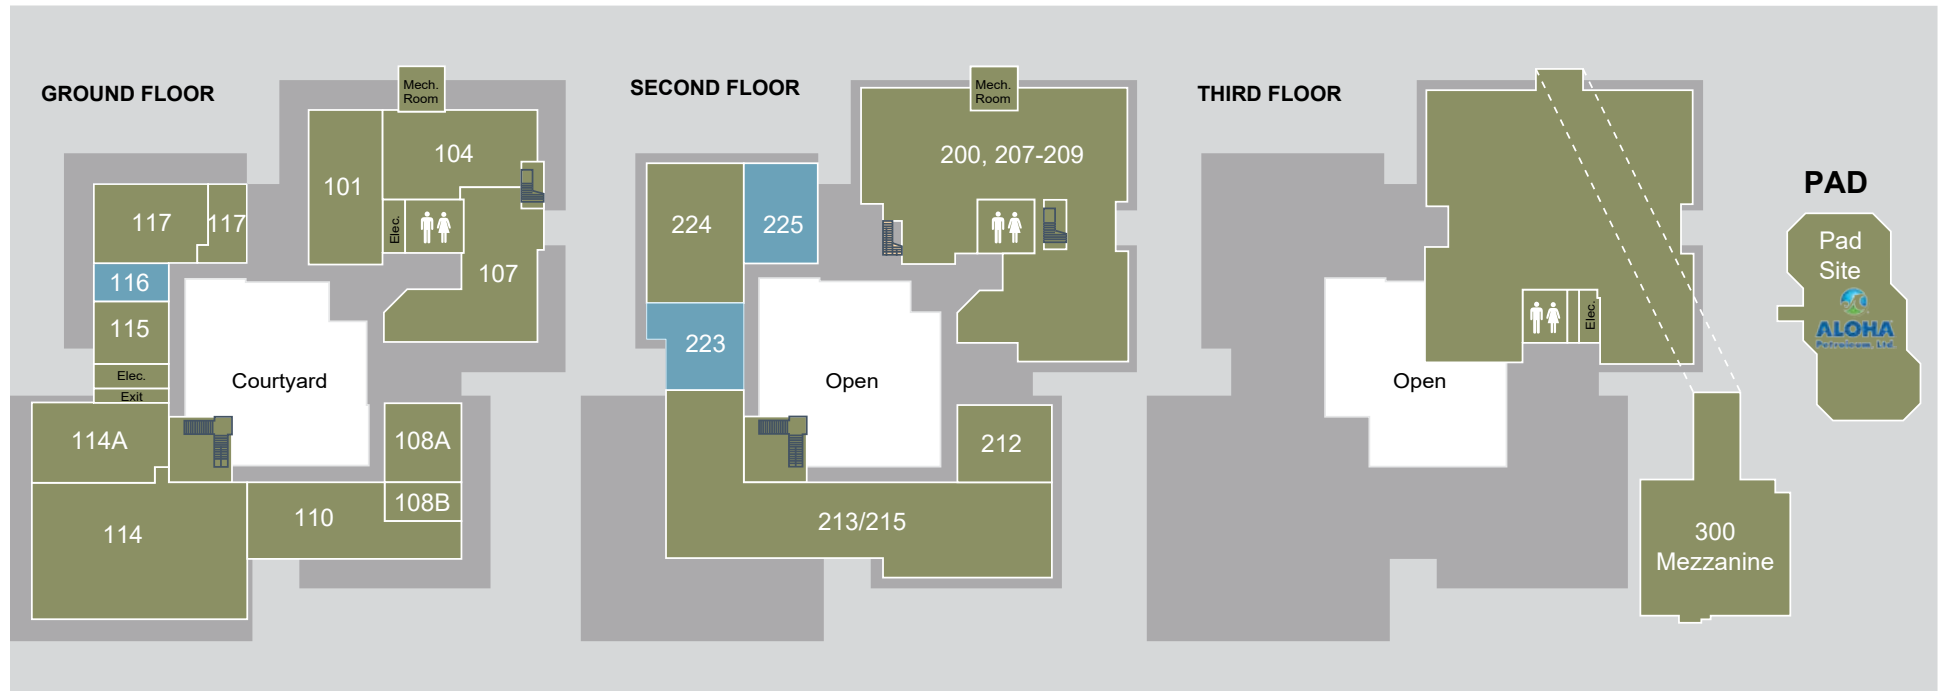 GROUND FLOOR
Mech.
Room
104
101
117
117
Elec.
116
107
115
Elec.
Exit
Courtyard
114A
108A
108B
110
114
SECOND FLOOR
Mech.
Room
200, 207-209
224
225
223
Open
212
213/215
THIRD FLOOR
Elec.
Open
300
Mezzanine
PAD
Pad
Site
ALOHA
Petroleum, Ltd.